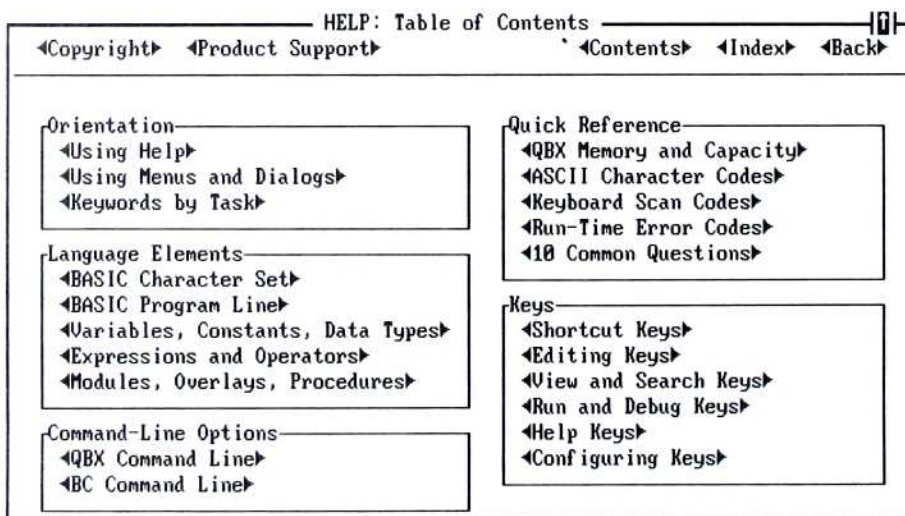 HELP: Table of Contents
◄Copyright► ◄Product Support► ◄Contents► ◄Index► ◄Back►
Orientation
◄Using Help►
◄Using Menus and Dialogs►
◄Keywords by Task►
Language Elements
◄BASIC Character Set►
◄BASIC Program Line►
◄Variables, Constants, Data Types►
◄Expressions and Operators►
◄Modules, Overlays, Procedures►
Command-Line Options
◄QBX Command Line►
◄BC Command Line►
Quick Reference
◄QBX Memory and Capacity►
◄ASCII Character Codes►
◄Keyboard Scan Codes►
◄Run-Time Error Codes►
◄10 Common Questions►
Keys
◄Shortcut Keys►
◄Editing Keys►
◄View and Search Keys►
◄Run and Debug Keys►
◄Help Keys►
◄Configuring Keys►